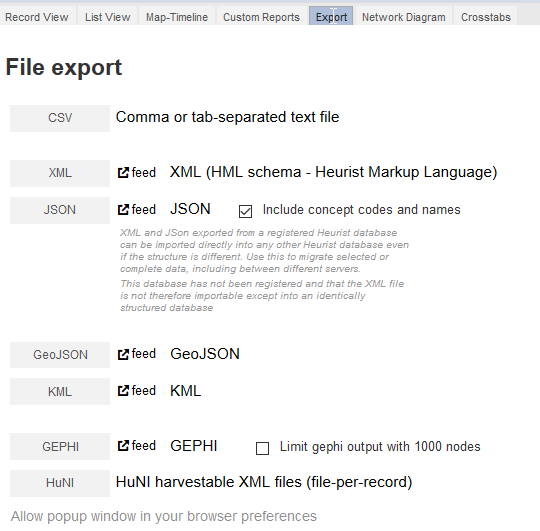 Record View List View Map-Timeline Custom Reports Export Network Diagram Crosstabs
File export
CSV Comma or tab-separated text file
XML feed XML (HML schema - Heurist Markup Language)
JSON feed JSON Include concept codes and names
XML and JSon exported from a registered Heurist database
can be imported directly into any other Heurist database even
if the structure is different. Use this to migrate selected or
complete data, including between different servers.
This database has not been registered and that the XML file
is not therefore importable except into an identically
structured database
GeoJSON feed GeoJSON
KML feed KML
GEPHI feed GEPHI Limit gephi output with 1000 nodes
HuNI HuNI harvestable XML files (file-per-record)
Allow popup window in your browser preferences